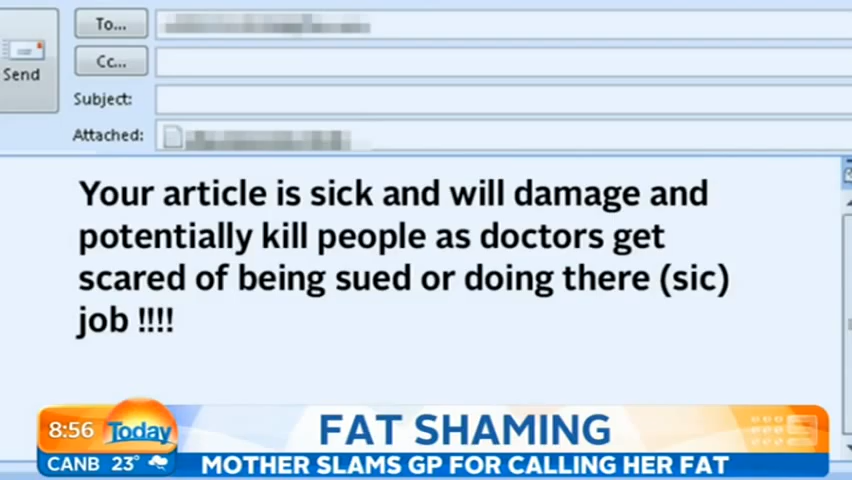 To...
Cc...
Send
Subject:
Attached:
Your article is sick and will damage and
potentially kill people as doctors get
scared of being sued or doing there (sic)
job !!!!
8:56 Today
FAT SHAMING
CANB 23°
MOTHER SLAMS GP FOR CALLING HER FAT